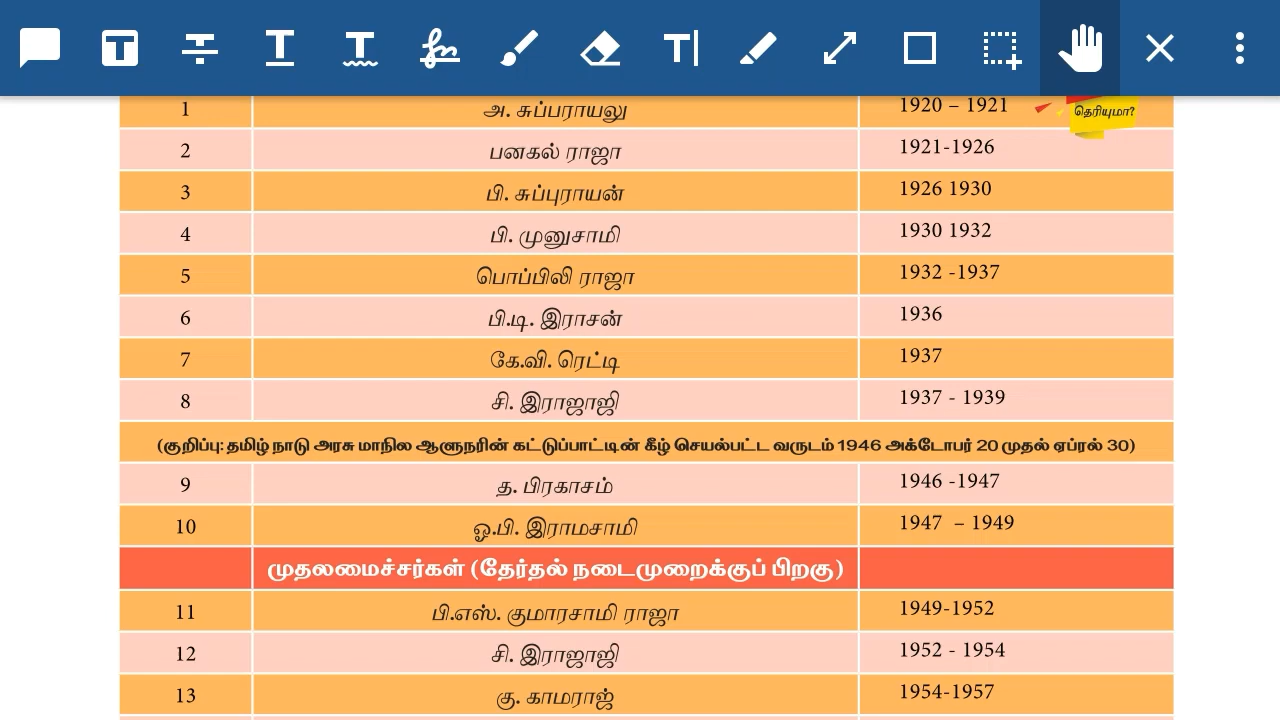 1 அ. சுப்பராயலு 1920 – 1921 தெரியுமா?
2 பனகல் ராஜா 1921-1926
3 பி. சுப்புராயன் 1926 1930
4 பி. முனுசாமி 1930 1932
5 பொப்பிலி ராஜா 1932 -1937
6 பி.டி. இராசன் 1936
7 கே.வி. ரெட்டி 1937
8 சி. இராஜாஜி 1937 - 1939
(குறிப்பு: தமிழ் நாடு அரசு மாநில ஆளுநரின் கட்டுப்பாட்டின் கீழ் செயல்பட்ட வருடம் 1946 அக்டோபர் 20 முதல் ஏப்ரல் 30)
9 த. பிரகாசம் 1946 -1947
10 ஓ.பி. இராமசாமி 1947 – 1949
முதலமைச்சர்கள் (தேர்தல் நடைமுறைக்குப் பிறகு)
11 பி.எஸ். குமாரசாமி ராஜா 1949-1952
12 சி. இராஜாஜி 1952 - 1954
13 கு. காமராஜ் 1954-1957